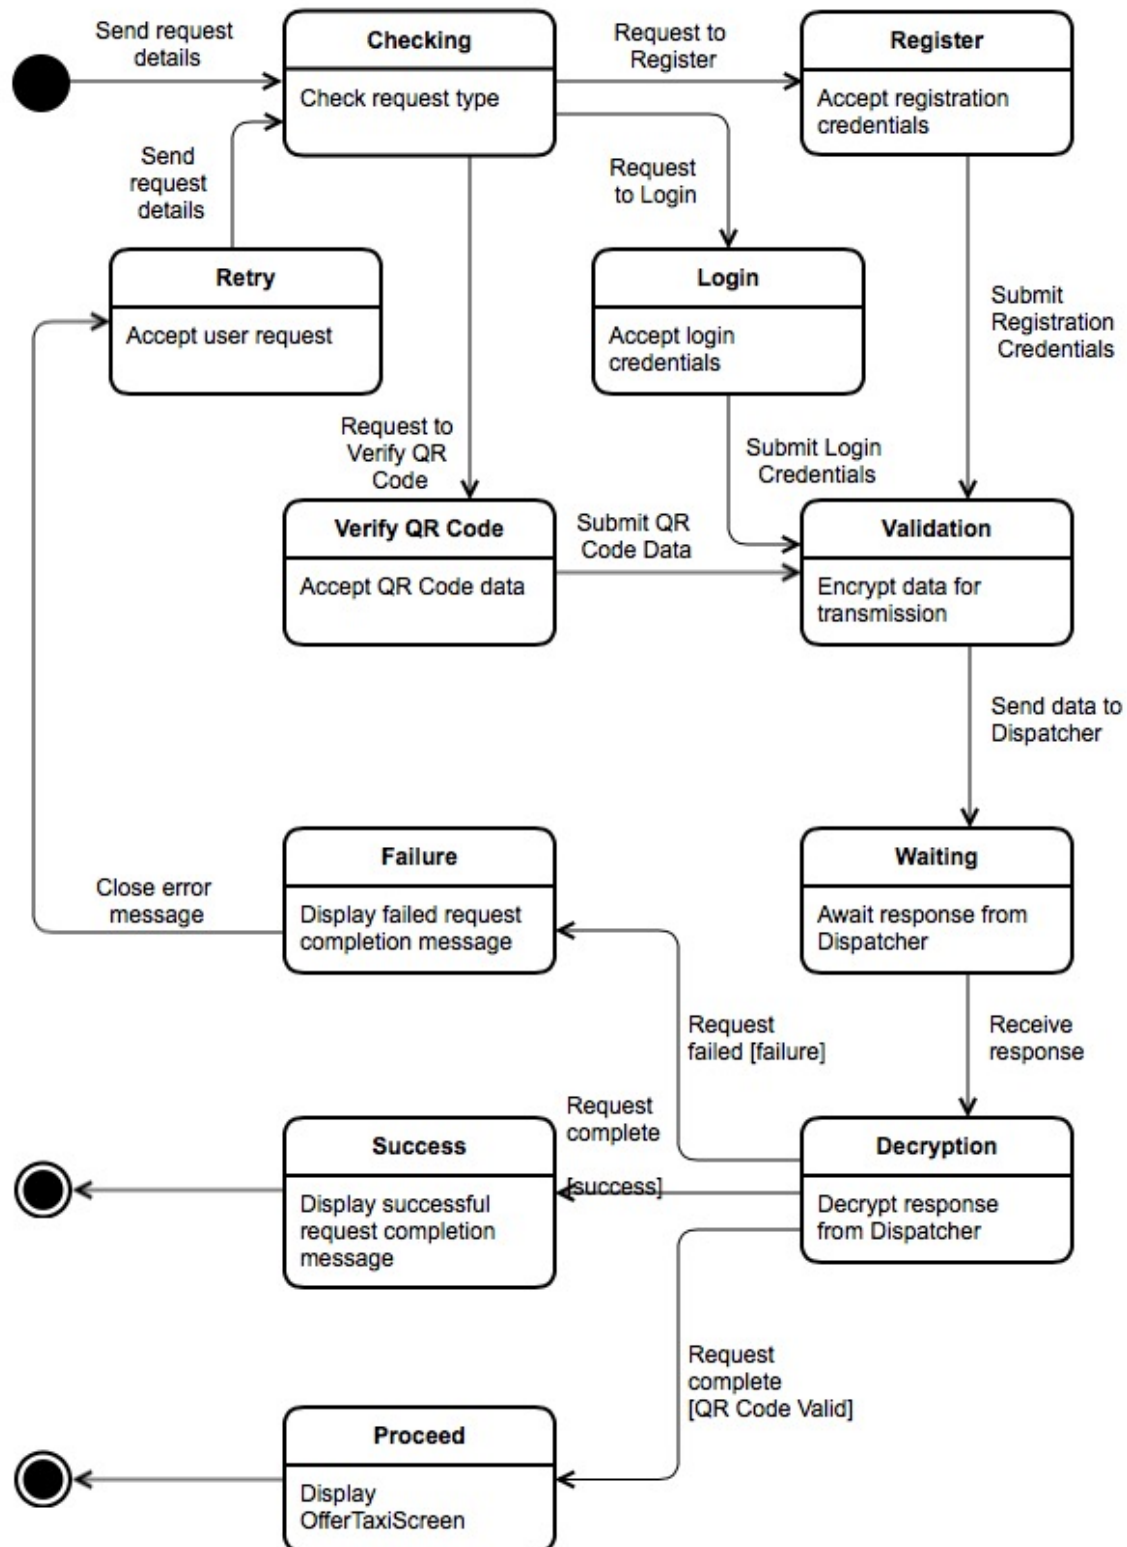 Send request
details
Checking
Check request type
Request to
Register
Register
Accept registration
credentials
Send
request
details
Request
to Login
Retry
Accept user request
Login
Accept login
credentials
Submit
Registration
Credentials
Request to
Verify QR
Code
Submit Login
Credentials
Verify QR Code
Accept QR Code data
Submit QR
Code Data
Validation
Encrypt data for
transmission
Send data to
Dispatcher
Failure
Display failed request
completion message
Close error
message
Waiting
Await response from
Dispatcher
Request
failed [failure]
Receive
response
Request
complete
[success]
Success
Display successful
request completion
message
Decryption
Decrypt response
from Dispatcher
Request
complete
[QR Code Valid]
Proceed
Display
OfferTaxiScreen